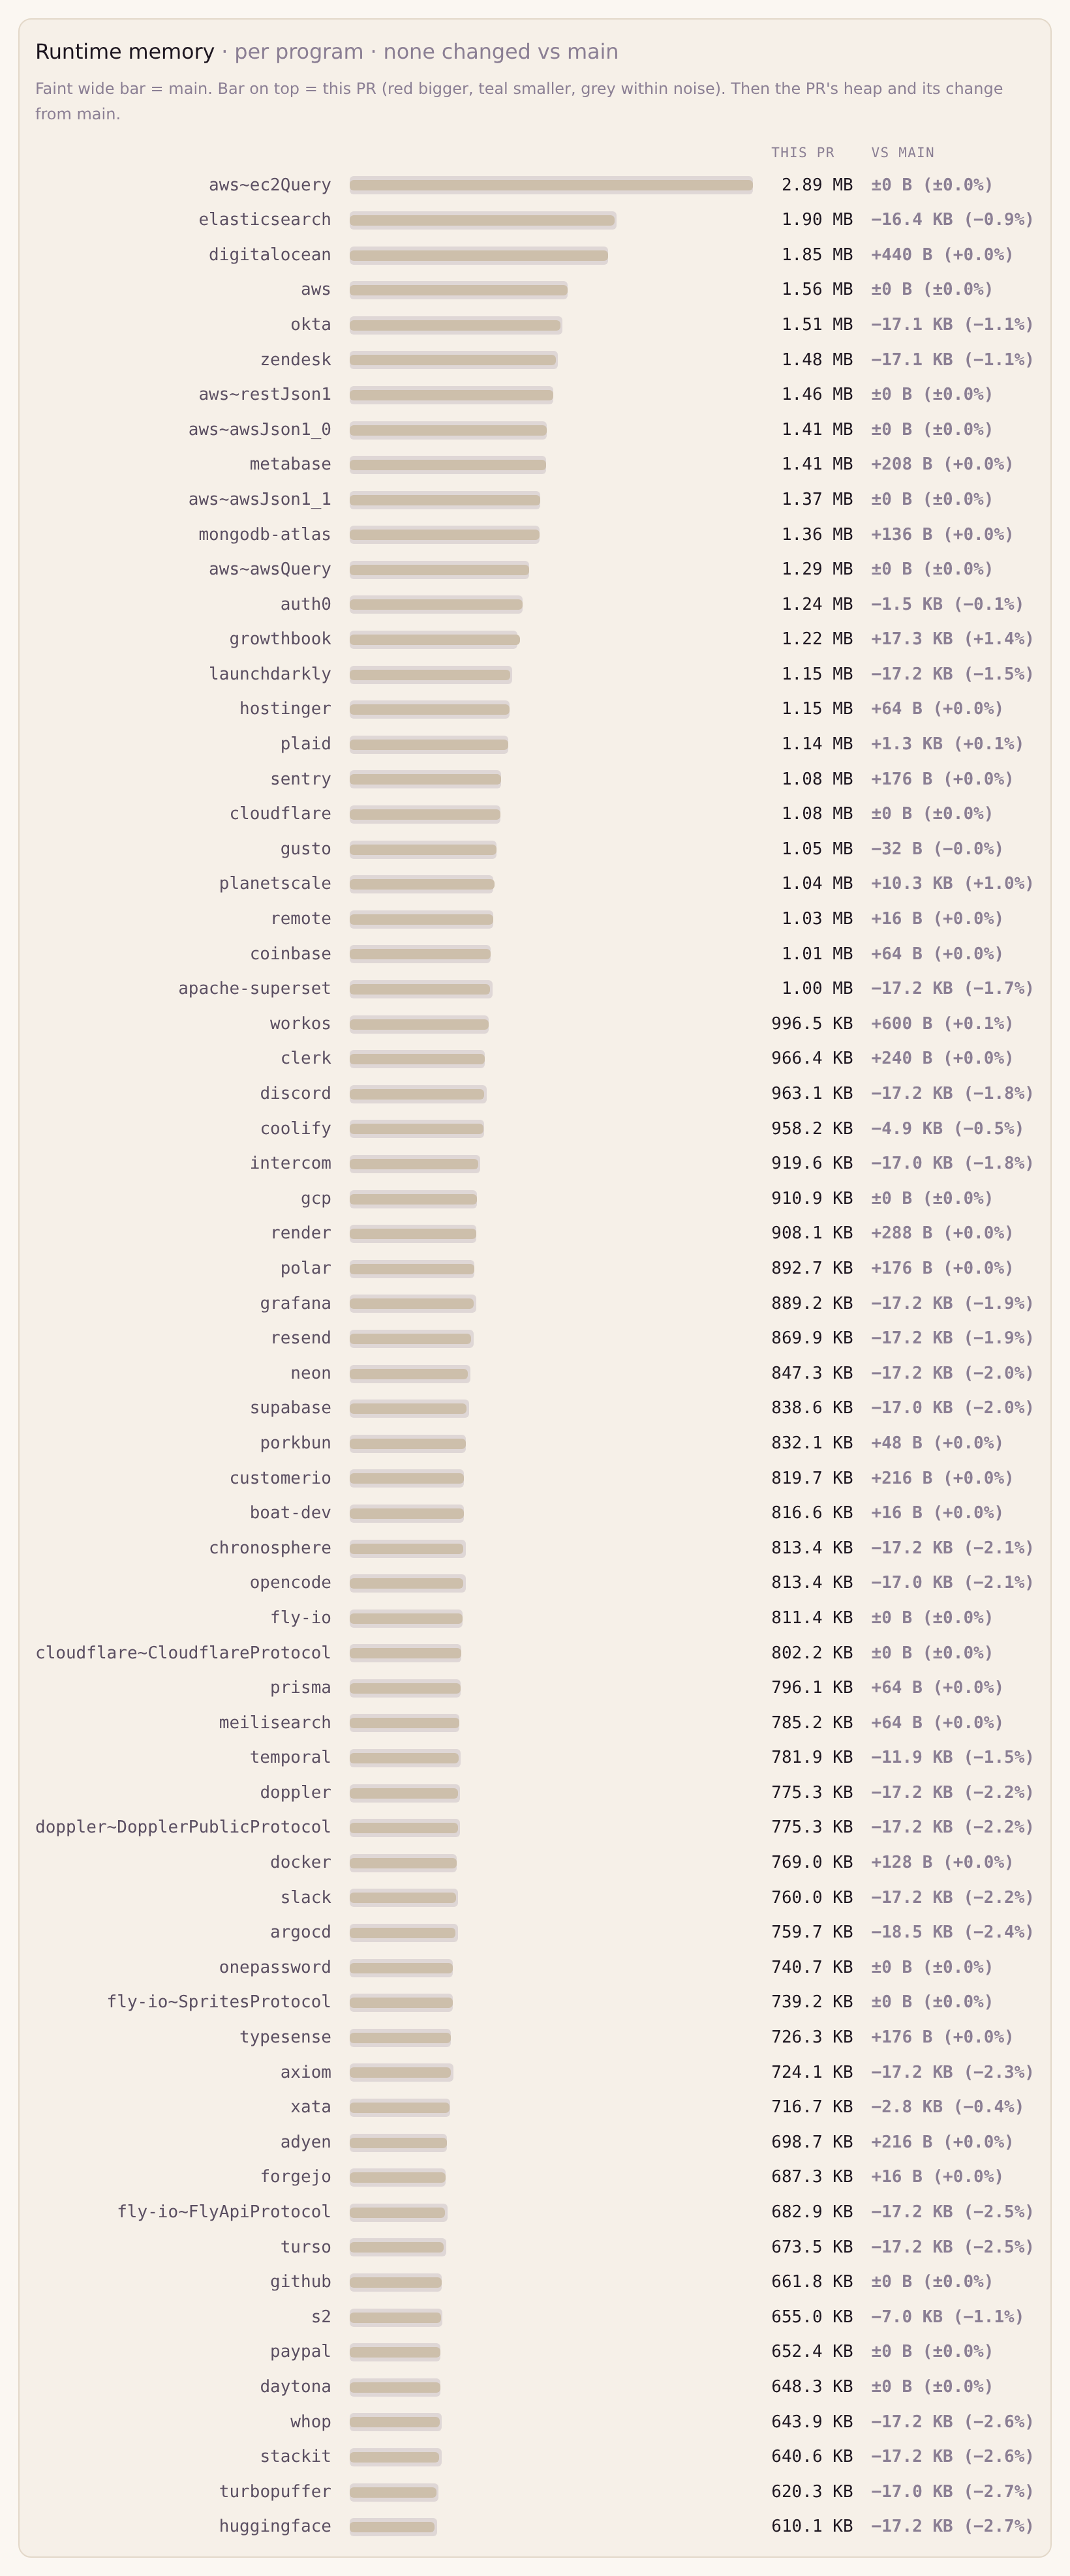 Runtime memory · per program · none changed vs main
Faint wide bar = main. Bar on top = this PR (red bigger, teal smaller, grey within noise). Then the PR's heap and its change
from main.
THIS PR VS MAIN
aws~ec2Query 2.89 MB ±0 B (±0.0%)
elasticsearch 1.90 MB −16.4 KB (−0.9%)
digitalocean 1.85 MB +440 B (+0.0%)
aws 1.56 MB ±0 B (±0.0%)
okta 1.51 MB −17.1 KB (−1.1%)
zendesk 1.48 MB −17.1 KB (−1.1%)
aws~restJson1 1.46 MB ±0 B (±0.0%)
aws~awsJson1_0 1.41 MB ±0 B (±0.0%)
metabase 1.41 MB +208 B (+0.0%)
aws~awsJson1_1 1.37 MB ±0 B (±0.0%)
mongodb-atlas 1.36 MB +136 B (+0.0%)
aws~awsQuery 1.29 MB ±0 B (±0.0%)
auth0 1.24 MB −1.5 KB (−0.1%)
growthbook 1.22 MB +17.3 KB (+1.4%)
launchdarkly 1.15 MB −17.2 KB (−1.5%)
hostinger 1.15 MB +64 B (+0.0%)
plaid 1.14 MB +1.3 KB (+0.1%)
sentry 1.08 MB +176 B (+0.0%)
cloudflare 1.08 MB ±0 B (±0.0%)
gusto 1.05 MB −32 B (−0.0%)
planetscale 1.04 MB +10.3 KB (+1.0%)
remote 1.03 MB +16 B (+0.0%)
coinbase 1.01 MB +64 B (+0.0%)
apache-superset 1.00 MB −17.2 KB (−1.7%)
workos 996.5 KB +600 B (+0.1%)
clerk 966.4 KB +240 B (+0.0%)
discord 963.1 KB −17.2 KB (−1.8%)
coolify 958.2 KB −4.9 KB (−0.5%)
intercom 919.6 KB −17.0 KB (−1.8%)
gcp 910.9 KB ±0 B (±0.0%)
render 908.1 KB +288 B (+0.0%)
polar 892.7 KB +176 B (+0.0%)
grafana 889.2 KB −17.2 KB (−1.9%)
resend 869.9 KB −17.2 KB (−1.9%)
neon 847.3 KB −17.2 KB (−2.0%)
supabase 838.6 KB −17.0 KB (−2.0%)
porkbun 832.1 KB +48 B (+0.0%)
customerio 819.7 KB +216 B (+0.0%)
boat-dev 816.6 KB +16 B (+0.0%)
chronosphere 813.4 KB −17.2 KB (−2.1%)
opencode 813.4 KB −17.0 KB (−2.1%)
fly-io 811.4 KB ±0 B (±0.0%)
cloudflare~CloudflareProtocol 802.2 KB ±0 B (±0.0%)
prisma 796.1 KB +64 B (+0.0%)
meilisearch 785.2 KB +64 B (+0.0%)
temporal 781.9 KB −11.9 KB (−1.5%)
doppler 775.3 KB −17.2 KB (−2.2%)
doppler~DopplerPublicProtocol 775.3 KB −17.2 KB (−2.2%)
docker 769.0 KB +128 B (+0.0%)
slack 760.0 KB −17.2 KB (−2.2%)
argocd 759.7 KB −18.5 KB (−2.4%)
onepassword 740.7 KB ±0 B (±0.0%)
fly-io~SpritesProtocol 739.2 KB ±0 B (±0.0%)
typesense 726.3 KB +176 B (+0.0%)
axiom 724.1 KB −17.2 KB (−2.3%)
xata 716.7 KB −2.8 KB (−0.4%)
adyen 698.7 KB +216 B (+0.0%)
forgejo 687.3 KB +16 B (+0.0%)
fly-io~FlyApiProtocol 682.9 KB −17.2 KB (−2.5%)
turso 673.5 KB −17.2 KB (−2.5%)
github 661.8 KB ±0 B (±0.0%)
s2 655.0 KB −7.0 KB (−1.1%)
paypal 652.4 KB ±0 B (±0.0%)
daytona 648.3 KB ±0 B (±0.0%)
whop 643.9 KB −17.2 KB (−2.6%)
stackit 640.6 KB −17.2 KB (−2.6%)
turbopuffer 620.3 KB −17.0 KB (−2.7%)
huggingface 610.1 KB −17.2 KB (−2.7%)